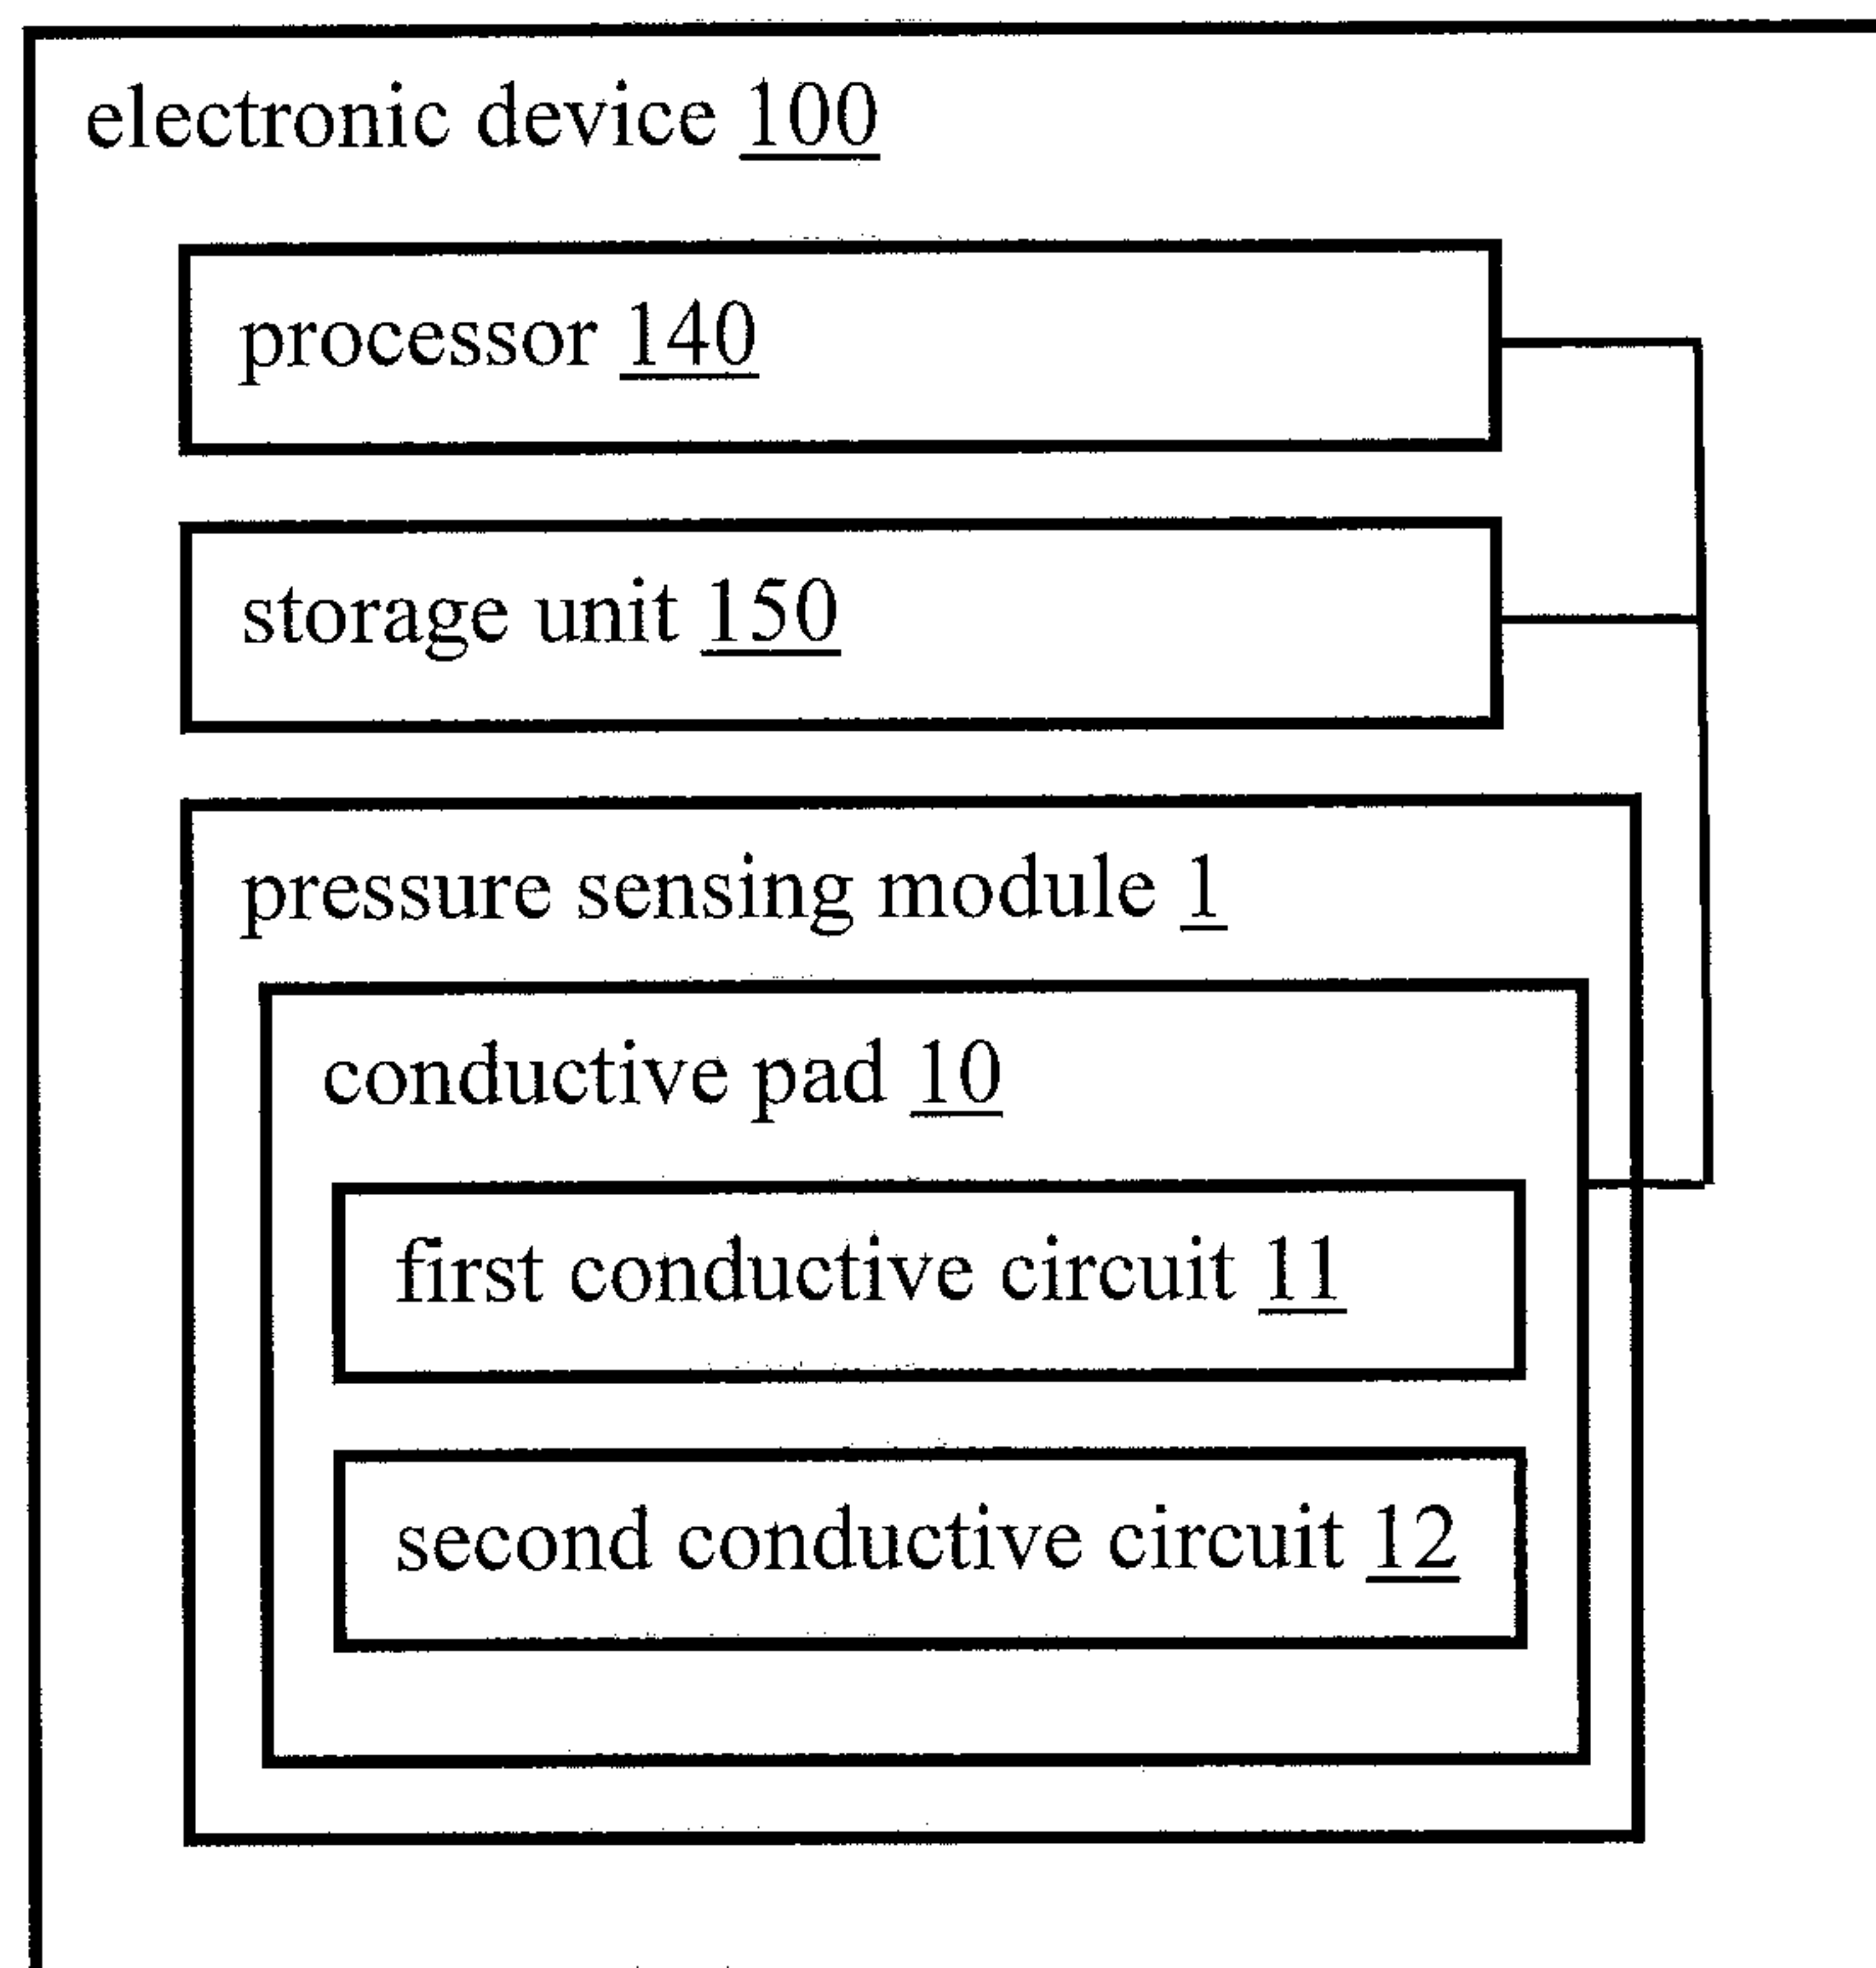 electronic device 100
processor 140
storage unit 150
pressure sensing module 1
conductive pad 10
first conductive circuit 11
second conductive circuit 12